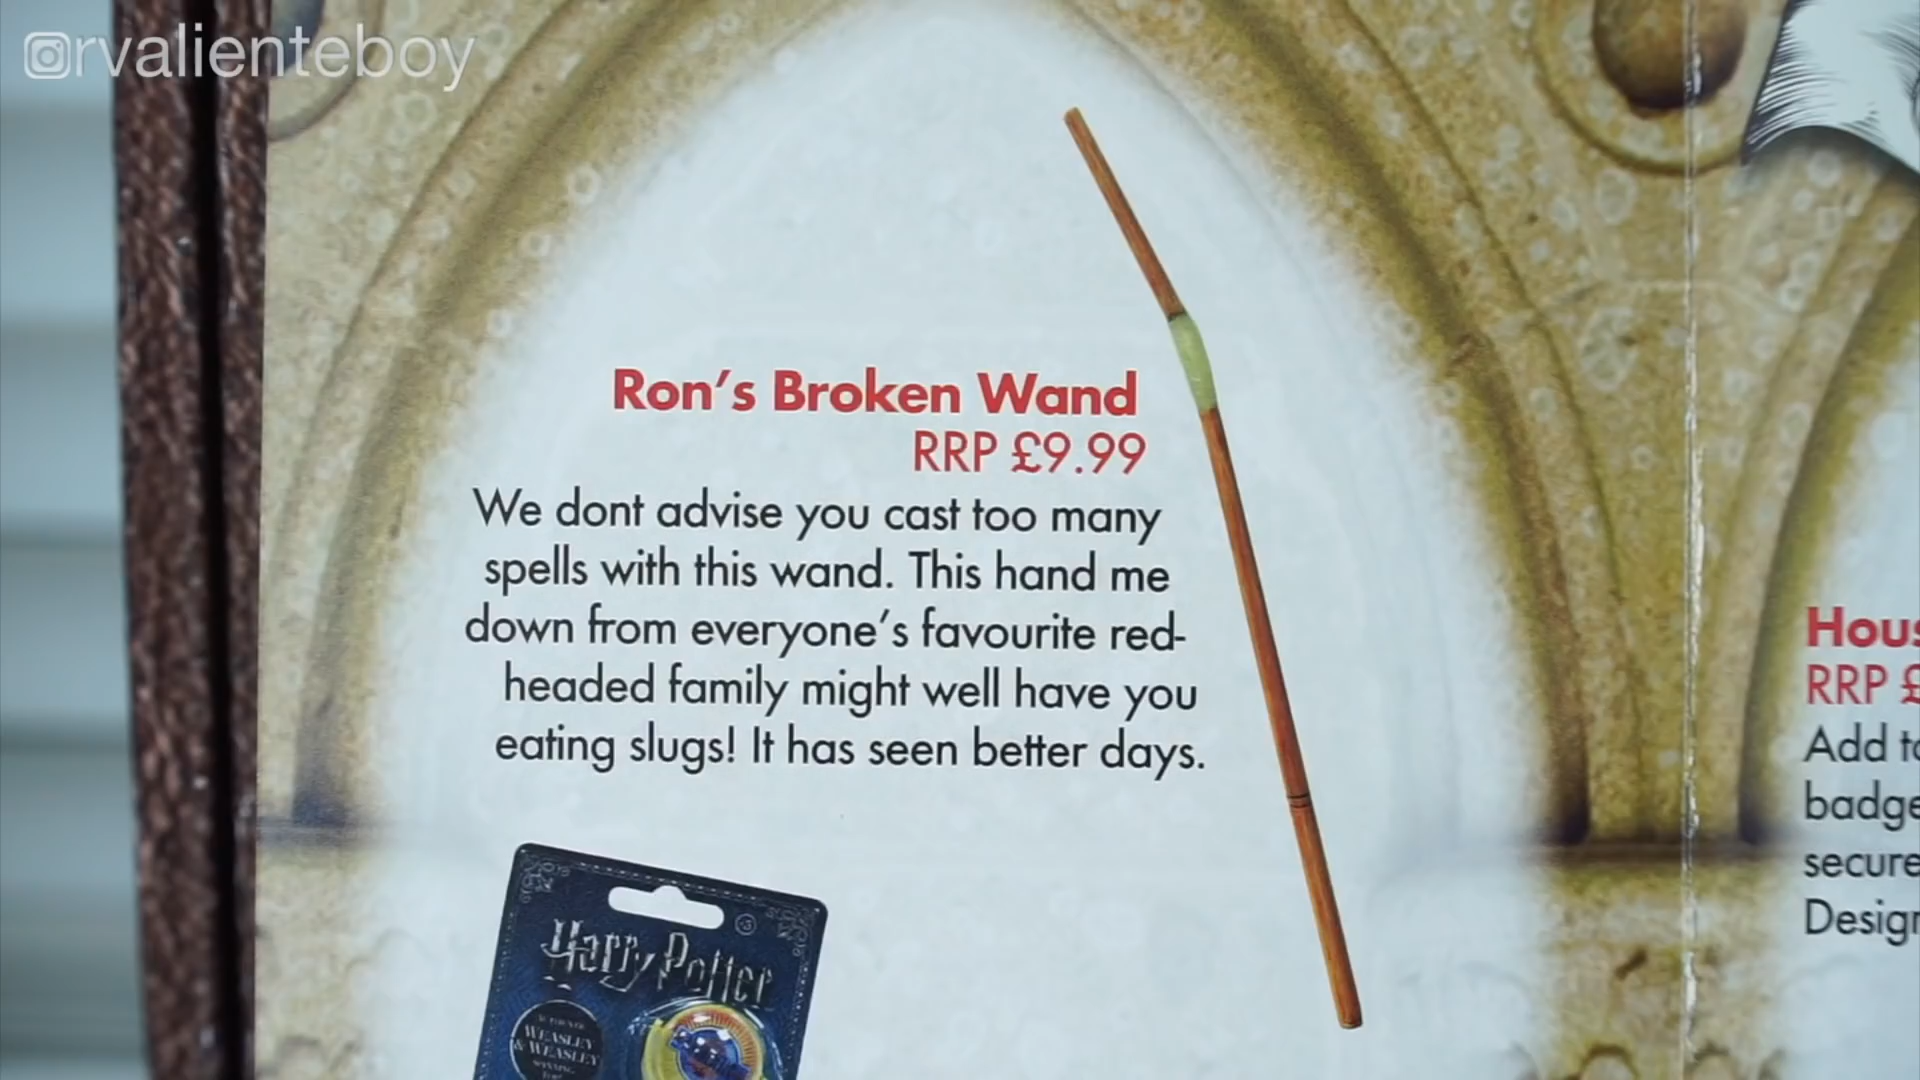 rvalienteboy
Ron's Broken Wand
RRP £9.99
We dont advise you cast too many
spells with this wand. This hand me
down from everyone's favourite red-
headed family might well have you
eating slugs! It has seen better days.
Harry Potter
WEASLEY
& WEASLEY
Hous
RRP £
Add to
badge
secure
Design